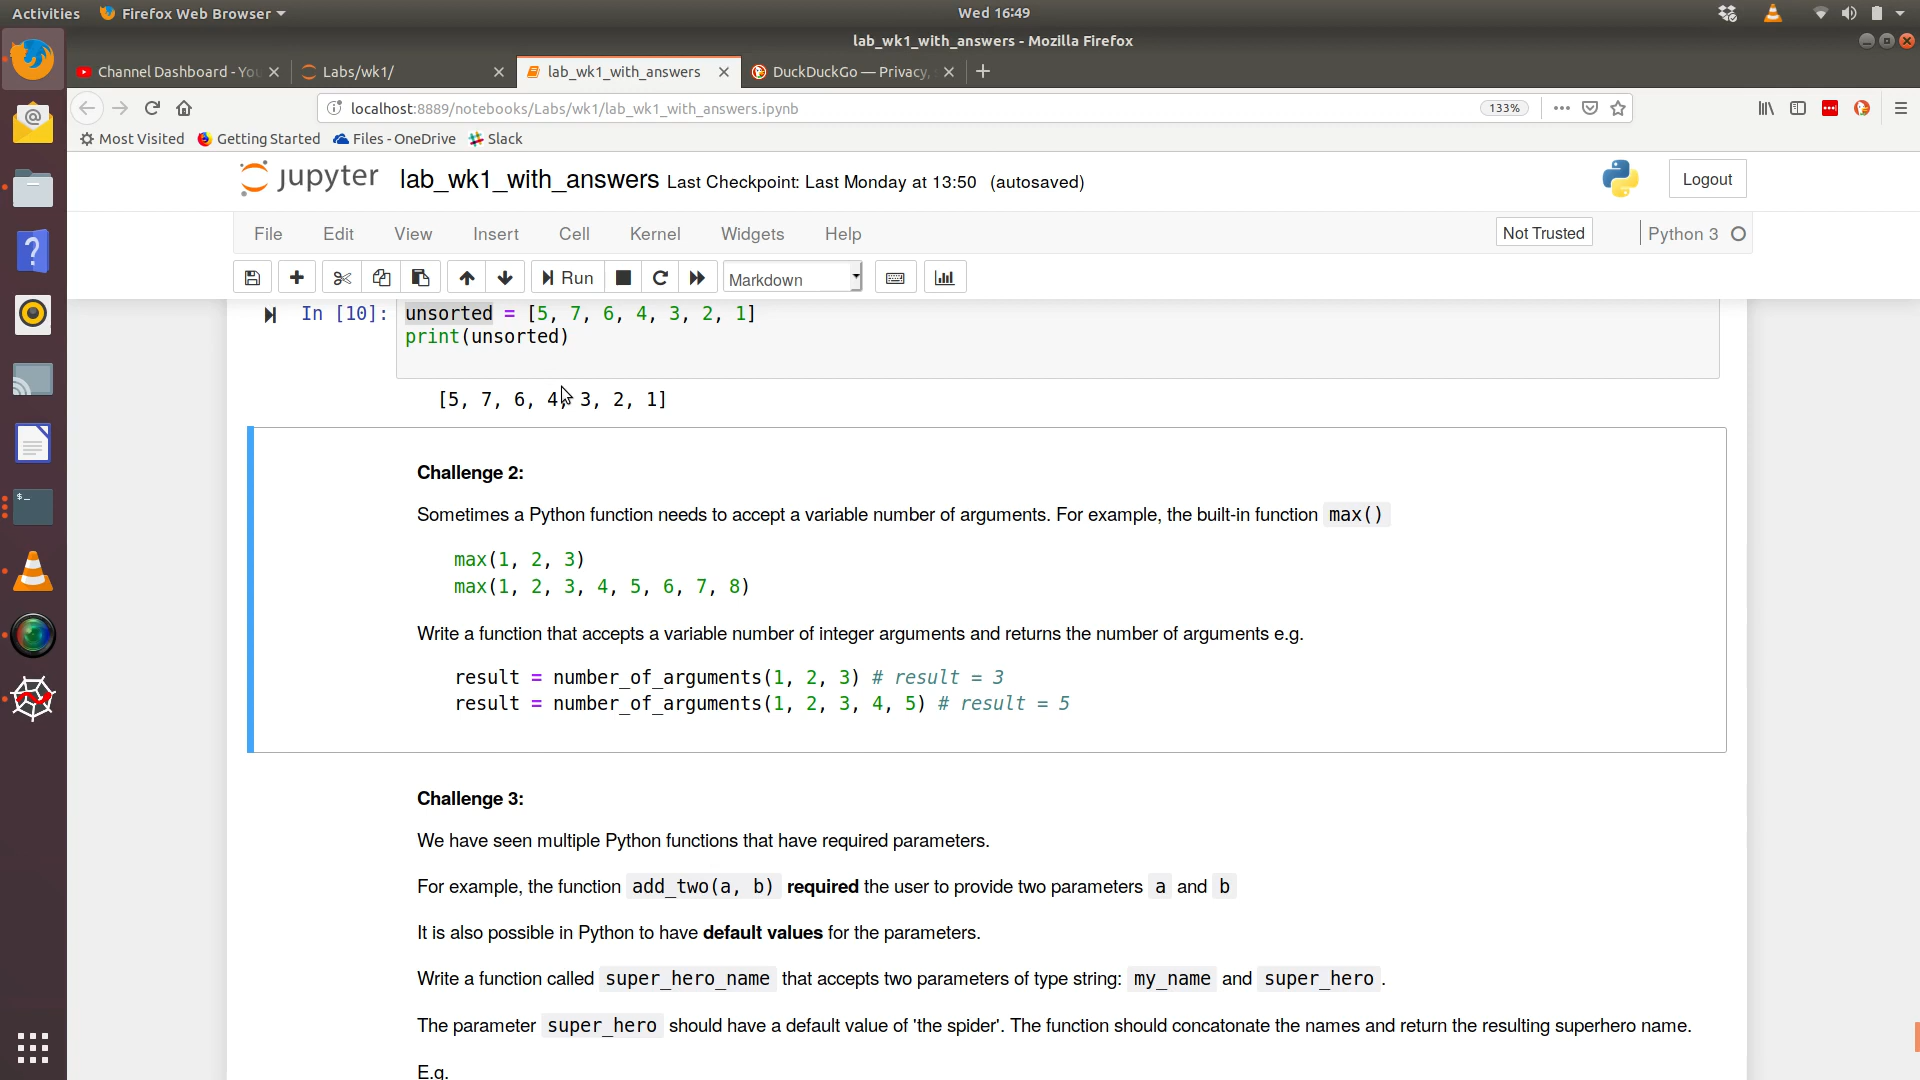 Activities Firefox Web Browser Wed 16:49
lab_wk1_with_answers - Mozilla Firefox
Channel Dashboard - You Labs/wk1/ lab_wk1_with_answers DuckDuckGo — Privacy,
localhost:8889/notebooks/Labs/wk1/lab_wk1_with_answers.ipynb 133%
Most Visited Getting Started Files - OneDrive Slack
jupyter lab_wk1_with_answers Last Checkpoint: Last Monday at 13:50 (autosaved) Logout
File Edit View Insert Cell Kernel Widgets Help Not Trusted Python 3
Run Markdown
In [10]: unsorted = [5, 7, 6, 4, 3, 2, 1]
print(unsorted)
[5, 7, 6, 4, 3, 2, 1]
Challenge 2:
Sometimes a Python function needs to accept a variable number of arguments. For example, the built-in function max()
max(1, 2, 3)
max(1, 2, 3, 4, 5, 6, 7, 8)
Write a function that accepts a variable number of integer arguments and returns the number of arguments e.g.
result = number_of_arguments(1, 2, 3) # result = 3
result = number_of_arguments(1, 2, 3, 4, 5) # result = 5
Challenge 3:
We have seen multiple Python functions that have required parameters.
For example, the function add_two(a, b) required the user to provide two parameters a and b
It is also possible in Python to have default values for the parameters.
Write a function called super_hero_name that accepts two parameters of type string: my_name and super_hero .
The parameter super_hero should have a default value of 'the spider'. The function should concatonate the names and return the resulting superhero name.
E.g.